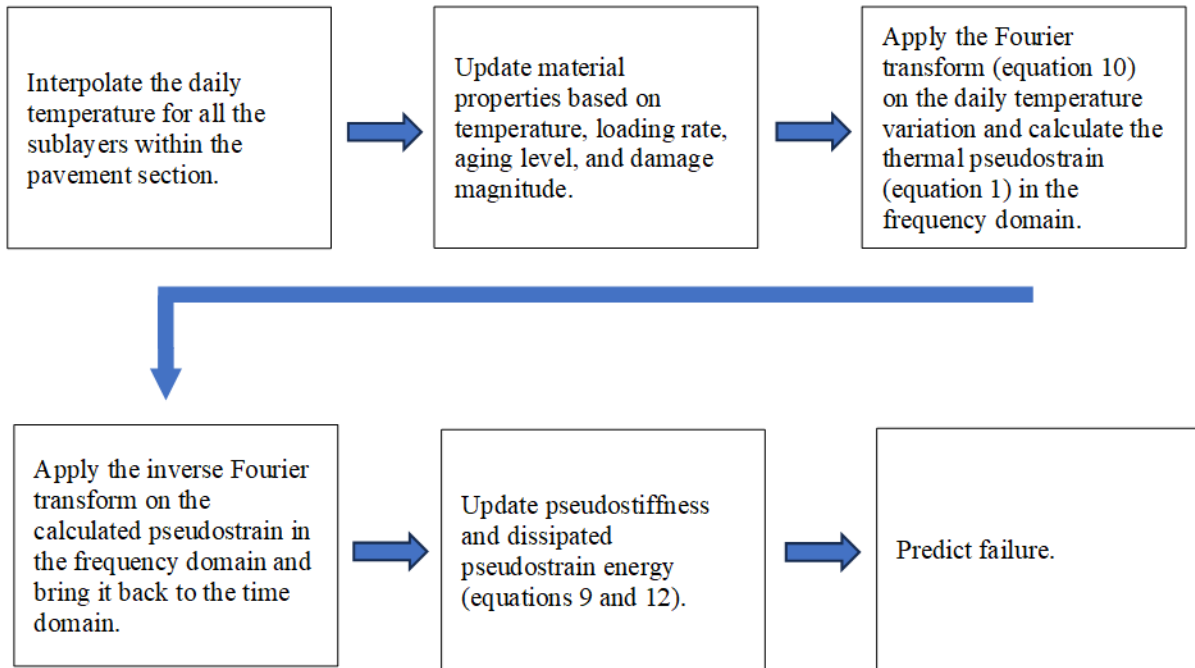 Interpolate the daily
temperature for all the
sublayers within the
pavement section.
Update material
properties based on
temperature, loading rate,
aging level, and damage
magnitude.
Apply the Fourier
transform (equation 10)
on the daily temperature
variation and calculate the
thermal pseudostrain
(equation 1) in the
frequency domain.
Apply the inverse Fourier
transform on the
calculated pseudostrain in
the frequency domain and
bring it back to the time
domain.
Update pseudostiffness
and dissipated
pseudostrain energy
(equations 9 and 12).
Predict failure.